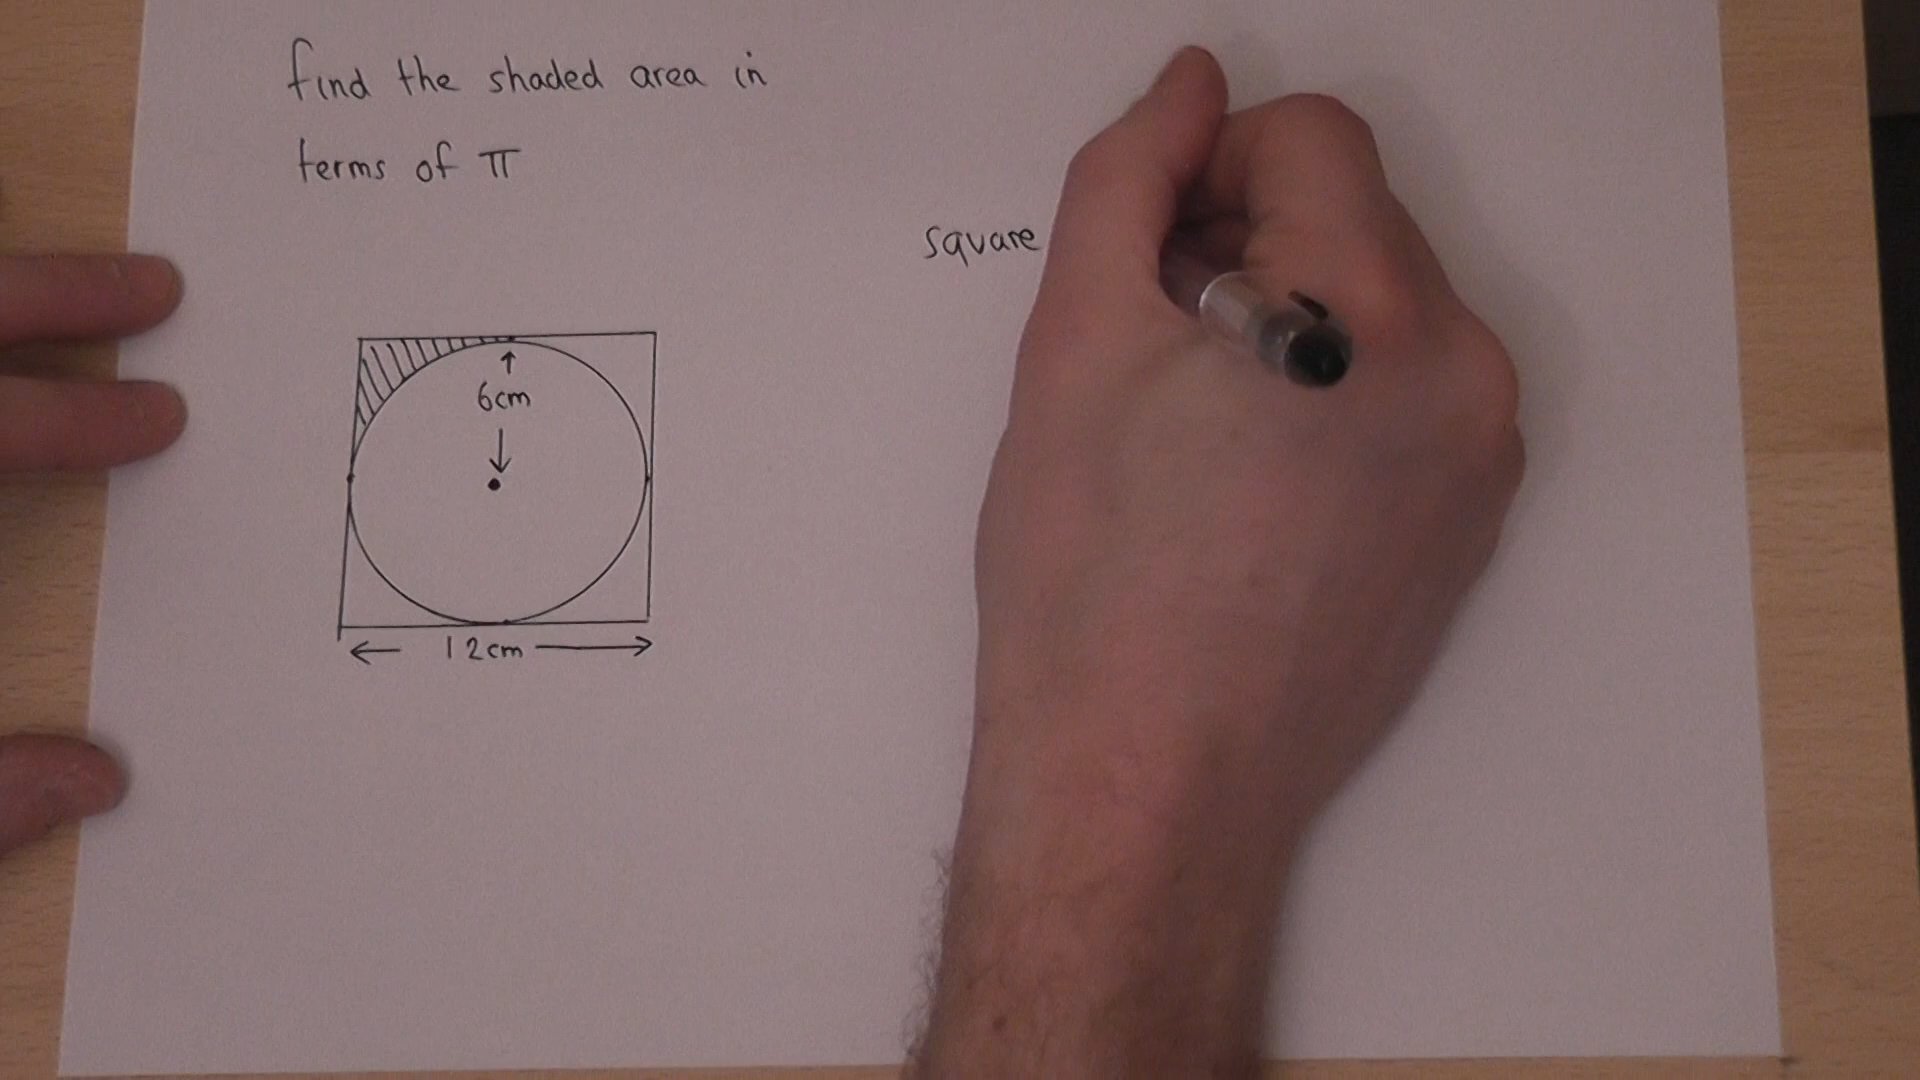 find the shaded area in
terms of π
square
6cm
12cm